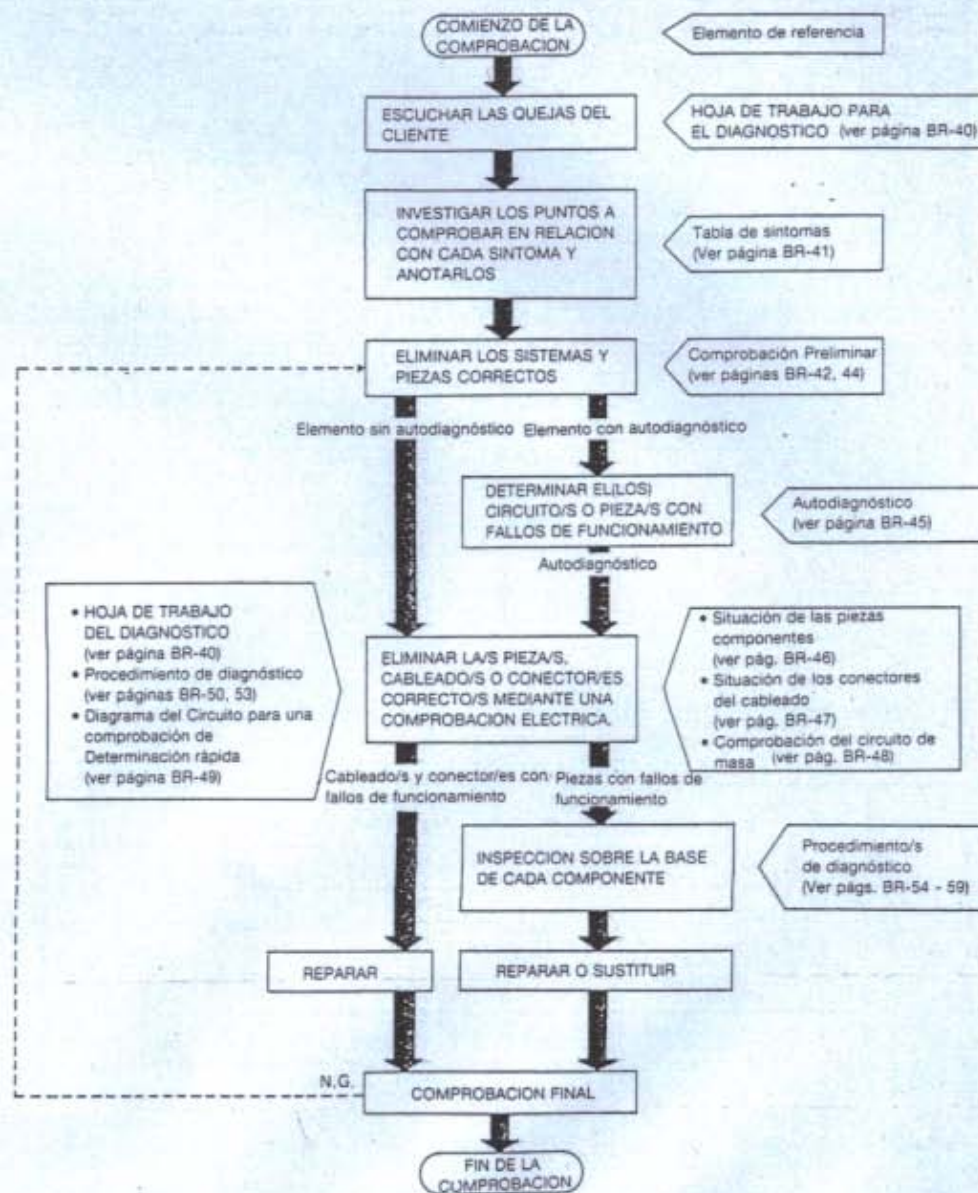 COMIENZO DE LA
COMPROBACION
Elemento de referencia
ESCUCHAR LAS QUEJAS DEL
CLIENTE
HOJA DE TRABAJO PARA
EL DIAGNOSTICO (ver página BR-40)
INVESTIGAR LOS PUNTOS A
COMPROBAR EN RELACION
CON CADA SINTOMA Y
ANOTARLOS
Tabla de sintomas
(Ver página BR-41)
ELIMINAR LOS SISTEMAS Y
PIEZAS CORRECTOS
Comprobación Preliminar
(ver páginas BR-42, 44)
Elemento sin autodiagnóstico
Elemento con autodiagnóstico
DETERMINAR EL(LOS)
CIRCUITO/S O PIEZA/S CON
FALLOS DE FUNCIONAMIENTO
Autodiagnóstico
(ver página BR-45)
Autodiagnóstico
• HOJA DE TRABAJO
DEL DIAGNOSTICO
(ver página BR-40)
• Procedimiento de diagnóstico
(ver páginas BR-50, 53)
• Diagrama del Circuito para una
comprobación de
Determinación ràpida
(ver página BR-49)
ELIMINAR LA/S PIEZA/S,
CABLEADO/S O CONECTOR/ES
CORRECTO/S MEDIANTE UNA
COMPROBACION ELECTRICA.
• Situación de las piezas
componentes
(ver pág. BR-46)
• Situación de los conectores
del cableado
(ver pág. BR-47)
• Comprobación del circuito de
masa (ver pág. BR-48)
Cableado/s y conector/es con
fallos de funcionamiento
Piezas con fallos de
funcionamiento
INSPECCION SOBRE LA BASE
DE CADA COMPONENTE
Procedimiento/s
de diagnóstico
(Ver págs. BR-54 - 59)
REPARAR
REPARAR O SUSTITUIR
N.G.
COMPROBACION FINAL
FIN DE LA
COMPROBACION